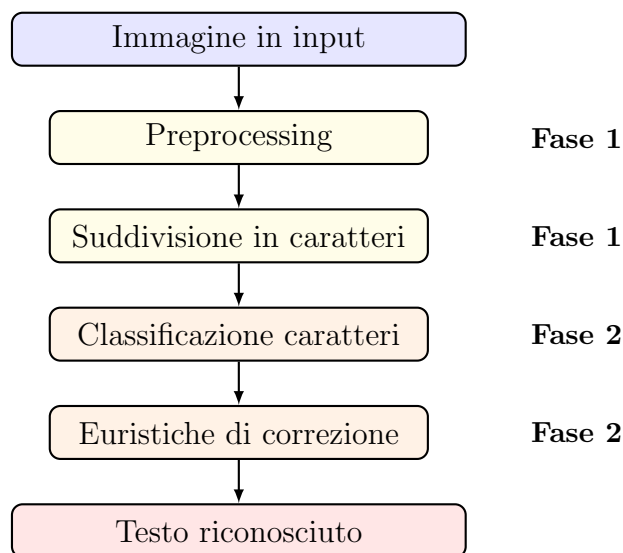 Immagine in input
Preprocessing Fase 1
Suddivisione in caratteri Fase 1
Classificazione caratteri Fase 2
Euristiche di correzione Fase 2
Testo riconosciuto